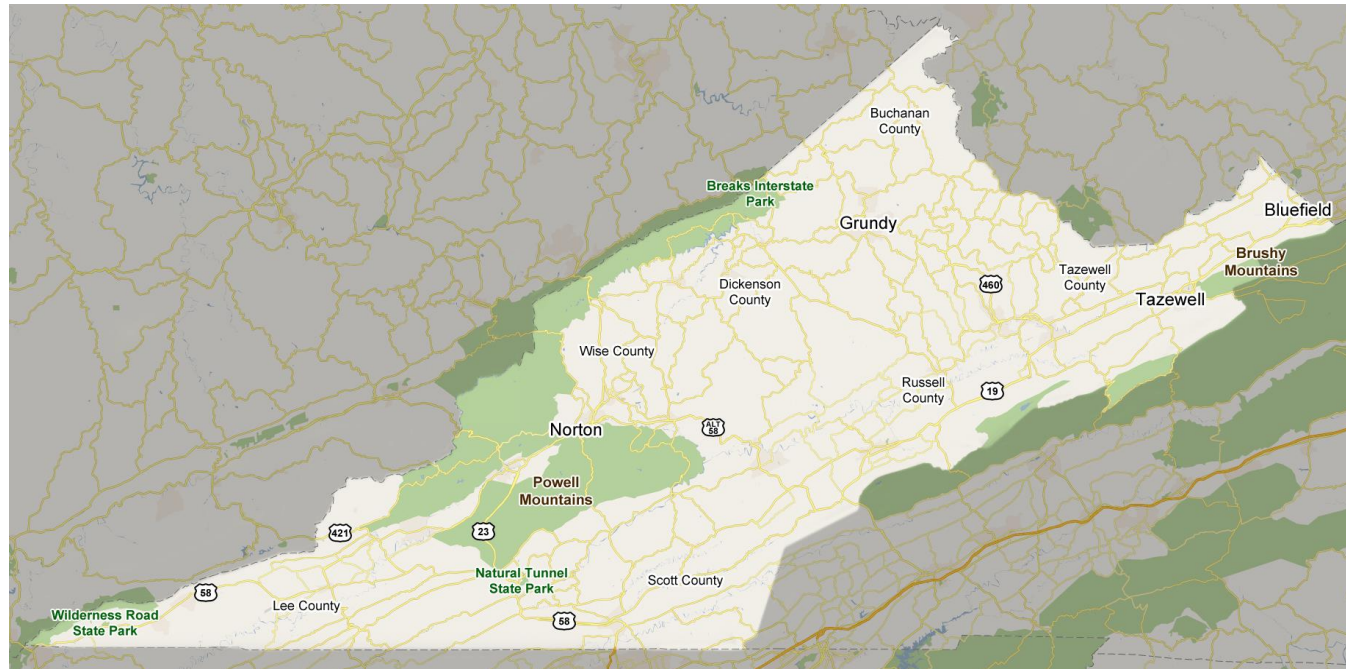 Buchanan
County
Breaks Interstate
Park
Grundy
Bluefield
Brushy
Mountains
Tazewell
County
Dickenson
County
460
Tazewell
Wise County
Russell
County
19
Norton
ALT
58
Powell
Mountains
421
23
Natural Tunnel
State Park
Scott County
58
Lee County
Wilderness Road
State Park
58